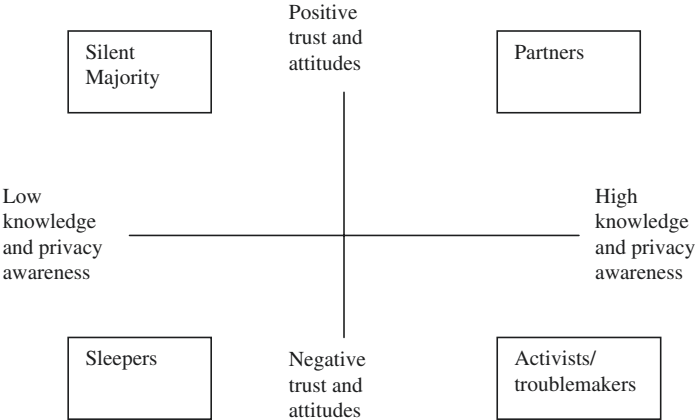 Positive
trust and
attitudes
Silent
Majority
Partners
Low
knowledge
and privacy
awareness
High
knowledge
and privacy
awareness
Sleepers
Negative
trust and
attitudes
Activists/
troublemakers